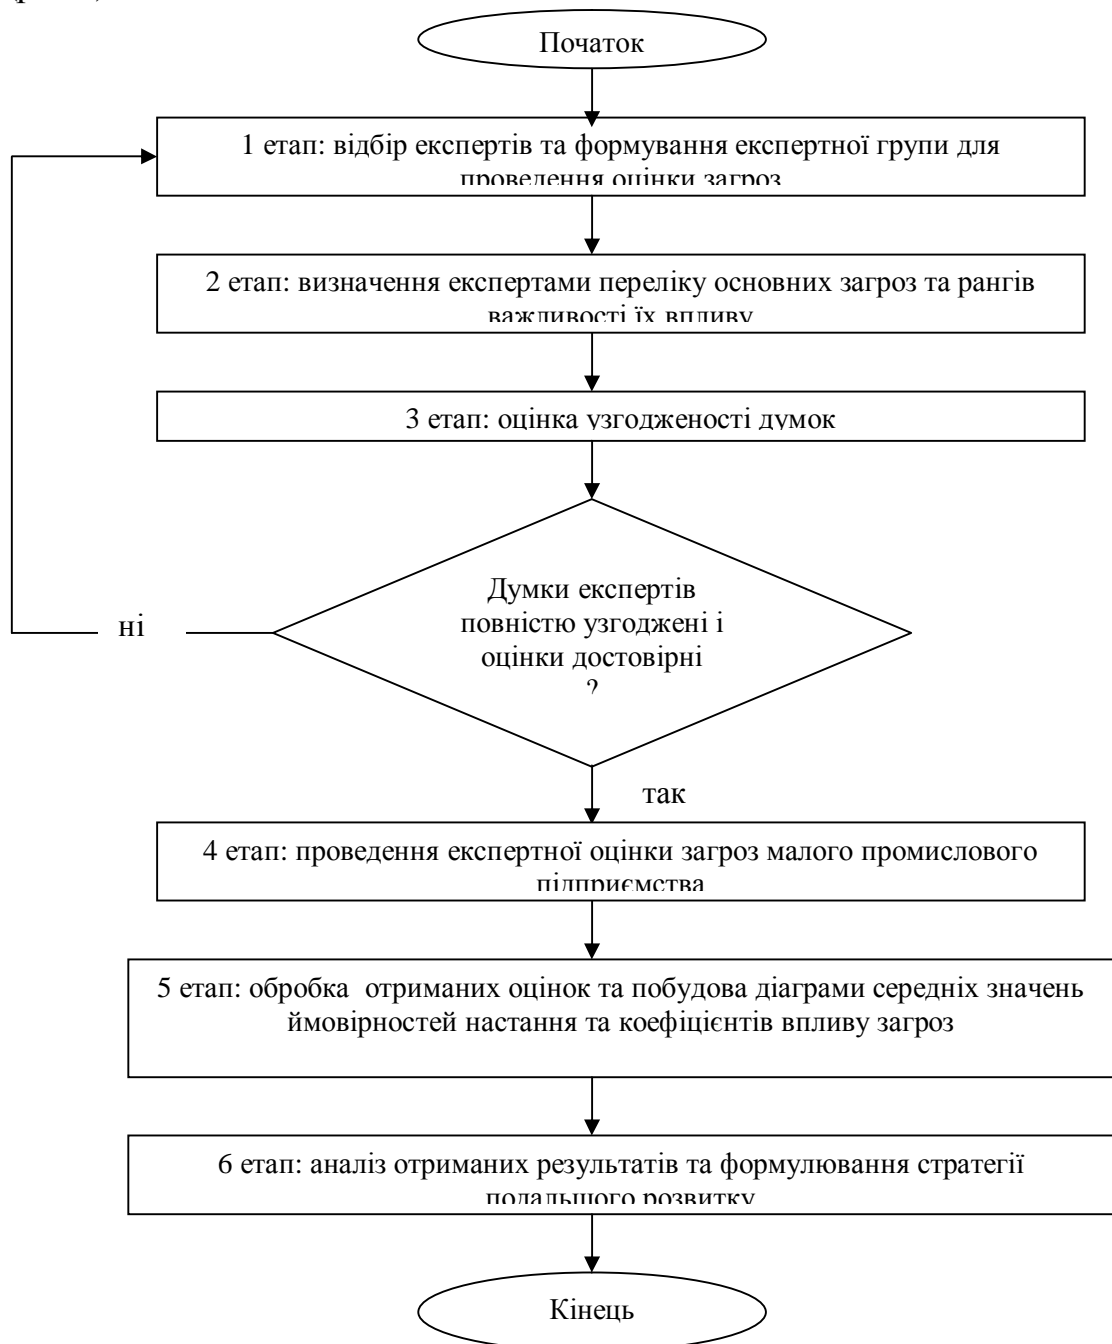 Початок
1 етап: відбір експертів та формування експертної групи для
проведення оцінки загроз
2 етап: визначення експертами переліку основних загроз та рангів
важливості їх впливу
3 етап: оцінка узгодженості думок
Думки експертів
повністю узгоджені і
оцінки достовірні
?
ні
так
4 етап: проведення експертної оцінки загроз малого промислового
підприємства
5 етап: обробка отриманих оцінок та побудова діаграми середніх значень
ймовірностей настання та коефіцієнтів впливу загроз
6 етап: аналіз отриманих результатів та формулювання стратегії
подальшого розвитку
Кінець